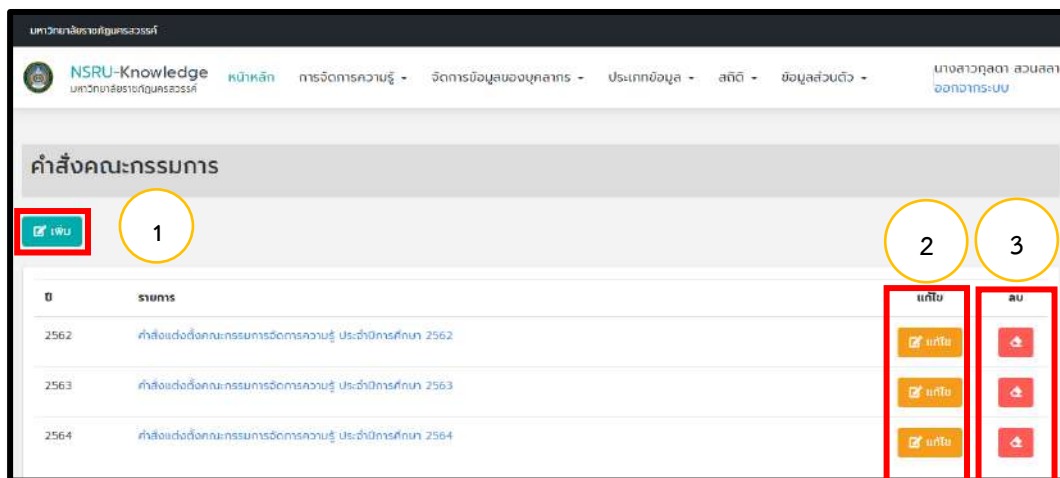 มหาวิทยาลัยราชภัฏนครสวรรค์
NSRU-Knowledge
มหาวิทยาลัยราชภัฏนครสวรรค์
หน้าหลัก การจัดการความรู้ จัดการข้อมูลของบุคลากร ประเภทข้อมูล สถิติ ข้อมูลส่วนตัว
นางสาวกุลดา สวนสลา
ออกจากระบบ
คำสั่งคณะกรรมการ
เพิ่ม
1
2
3
ปี รายการ แก้ไข ลบ
2562 คำสั่งแต่งตั้งคณะกรรมการจัดการความรู้ ประจำปีการศึกษา 2562 แก้ไข
2563 คำสั่งแต่งตั้งคณะกรรมการจัดการความรู้ ประจำปีการศึกษา 2563 แก้ไข
2564 คำสั่งแต่งตั้งคณะกรรมการจัดการความรู้ ประจำปีการศึกษา 2564 แก้ไข